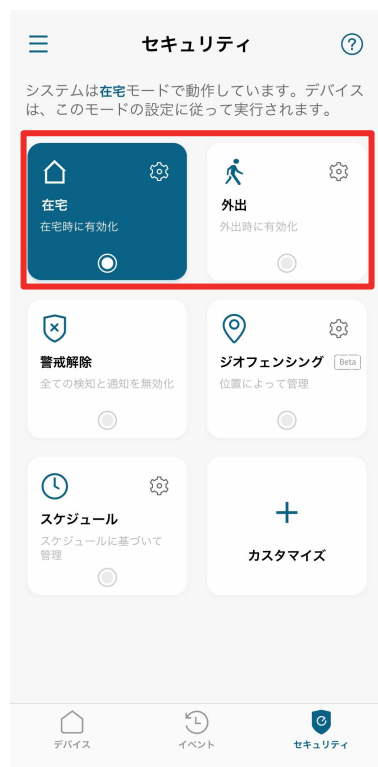 セキュリティ
システムは在宅モードで動作しています。デバイス
は、このモードの設定に従って実行されます。
在宅
在宅時に有効化
外出
外出時に有効化
警戒解除
全ての検知と通知を無効化
ジオフェンシング Beta
位置によって管理
スケジュール
スケジュールに基づいて
管理
カスタマイズ
デバイス
イベント
セキュリティ